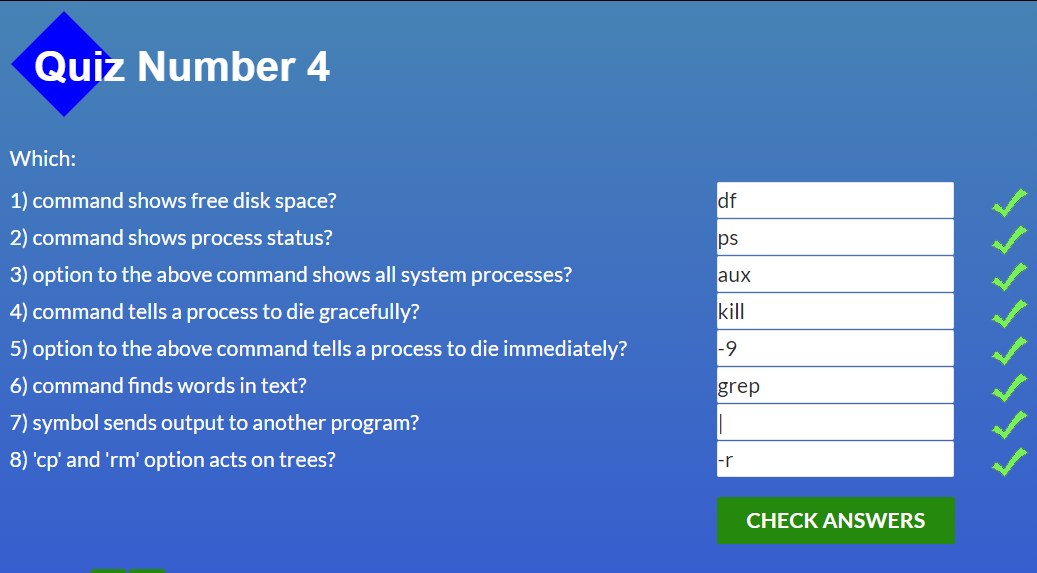 Quiz Number 4
Which:
1) command shows free disk space? df
2) command shows process status? ps
3) option to the above command shows all system processes? aux
4) command tells a process to die gracefully? kill
5) option to the above command tells a process to die immediately? -9
6) command finds words in text? grep
7) symbol sends output to another program? |
8) 'cp' and 'rm' option acts on trees? -r
CHECK ANSWERS